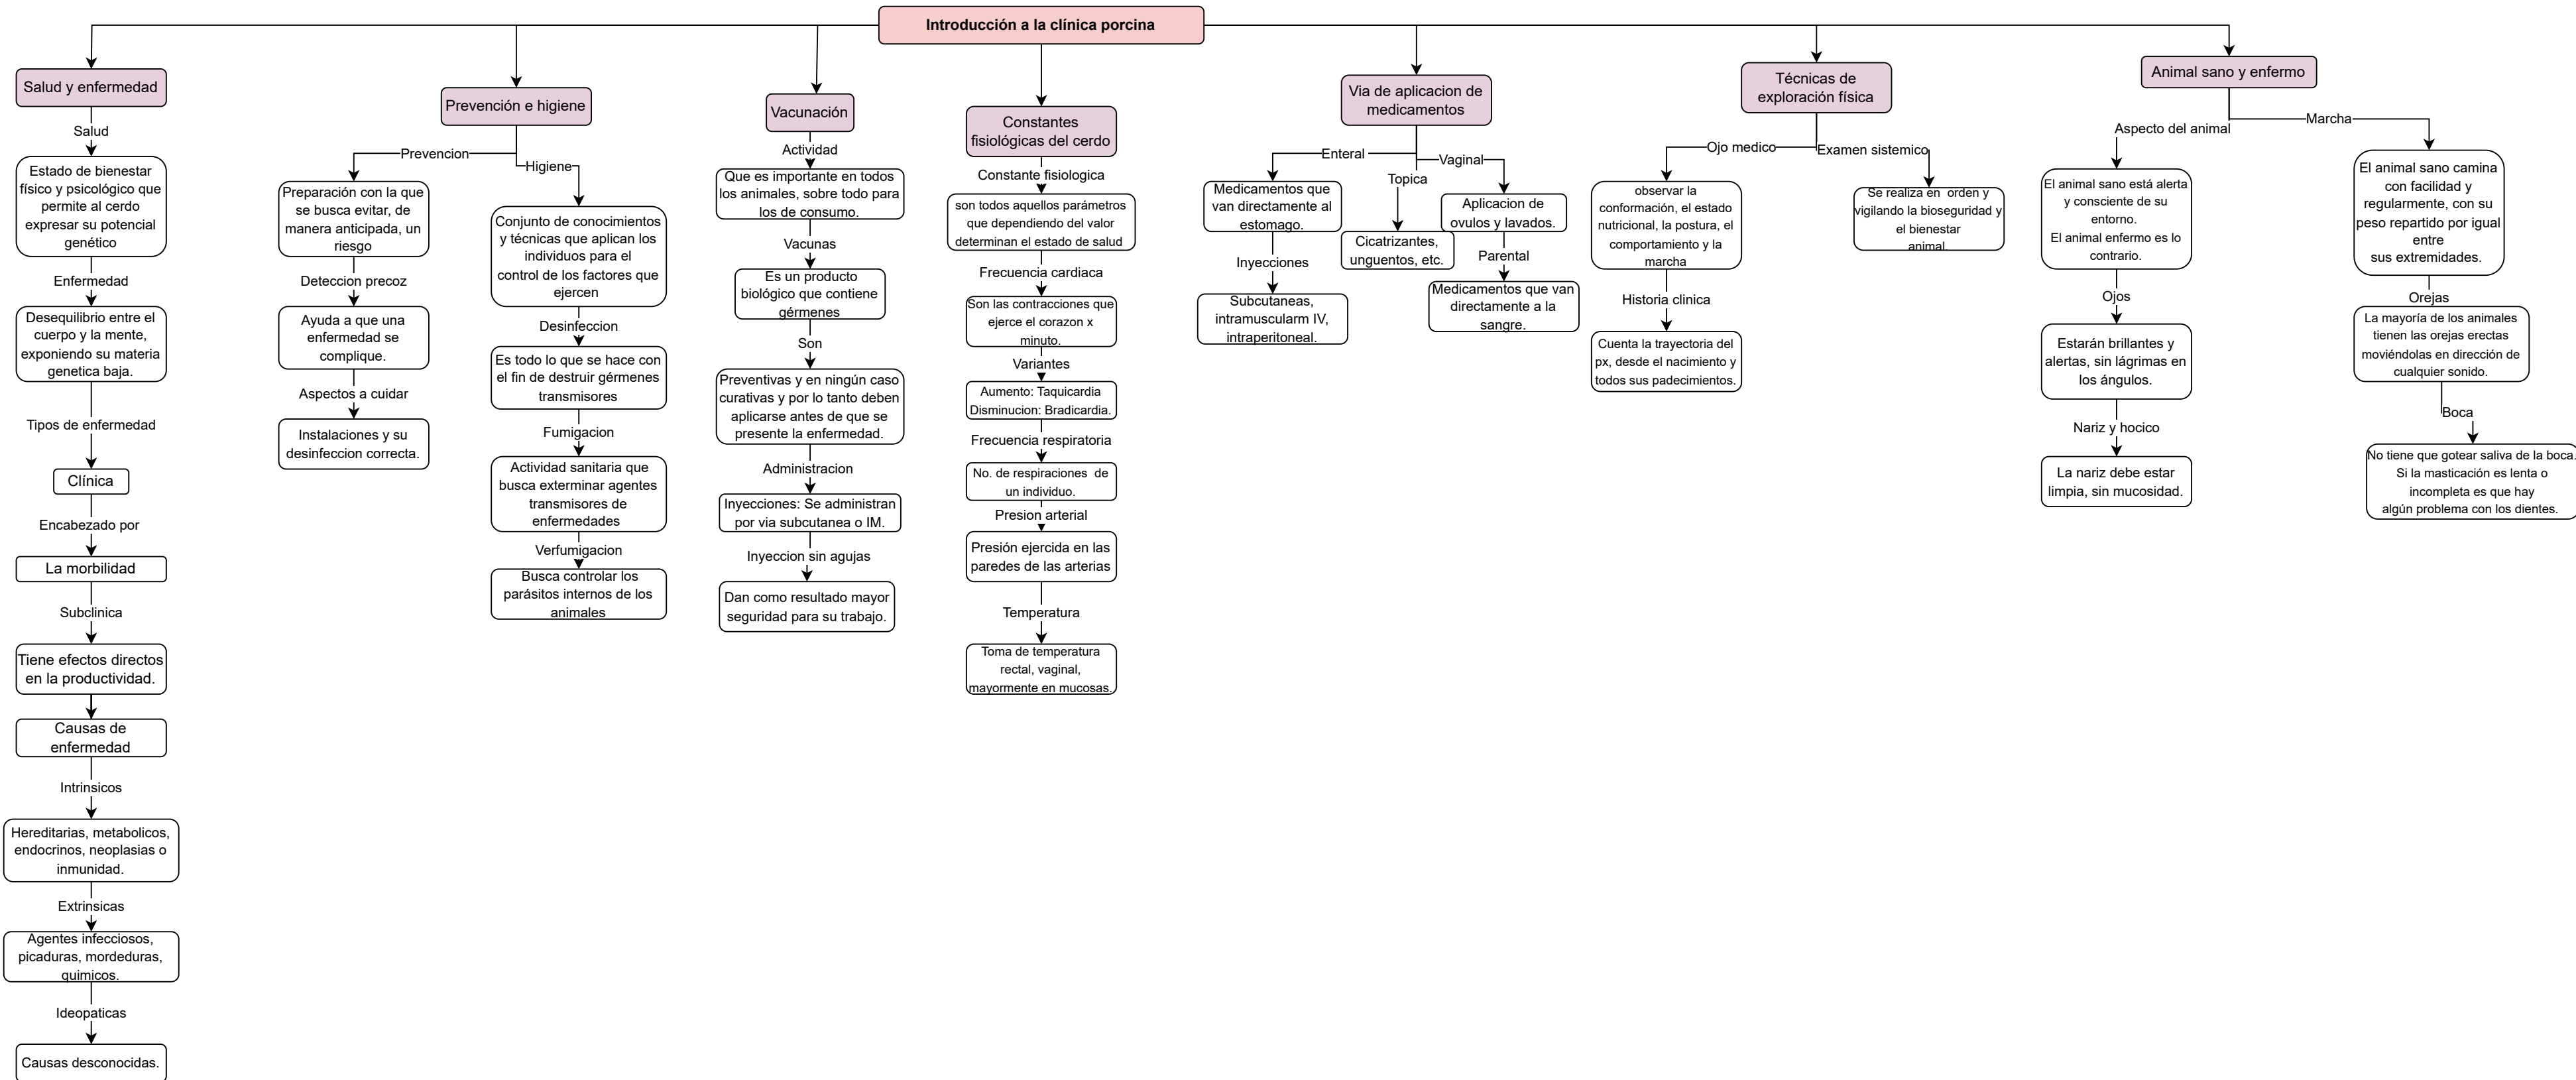 Introducción a la clínica porcina
Salud y enfermedad
Salud
Estado de bienestar
físico y psicológico que
permite al cerdo
expresar su potencial
genético
Enfermedad
Desequilibrio entre el
cuerpo y la mente,
exponiendo su materia
genetica baja.
Tipos de enfermedad
Clínica
Encabezado por
La morbilidad
Subclinica
Tiene efectos directos
en la productividad.
Causas de
enfermedad
Intrinsicos
Hereditarias, metabolicos,
endocrinos, neoplasias o
inmunidad.
Extrinsicas
Agentes infecciosos,
picaduras, mordeduras,
quimicos.
Ideopaticas
Causas desconocidas.
Prevención e higiene
Prevencion
Preparación con la que
se busca evitar, de
manera anticipada, un
riesgo
Deteccion precoz
Ayuda a que una
enfermedad se
complique.
Aspectos a cuidar
Instalaciones y su
desinfeccion correcta.
Higiene
Conjunto de conocimientos
y técnicas que aplican los
individuos para el
control de los factores que
ejercen
Desinfeccion
Es todo lo que se hace con
el fin de destruir gérmenes
transmisores
Fumigacion
Actividad sanitaria que
busca exterminar agentes
transmisores de
enfermedades
Verfumigacion
Busca controlar los
parásitos internos de los
animales
Vacunación
Actividad
Que es importante en todos
los animales, sobre todo para
los de consumo.
Vacunas
Es un producto
biológico que contiene
gérmenes
Son
Preventivas y en ningún caso
curativas y por lo tanto deben
aplicarse antes de que se
presente la enfermedad.
Administracion
Inyecciones: Se administran
por via subcutanea o IM.
Inyeccion sin agujas
Dan como resultado mayor
seguridad para su trabajo.
Constantes
fisiológicas del cerdo
Constante fisiologica
son todos aquellos parámetros
que dependiendo del valor
determinan el estado de salud
Frecuencia cardiaca
Son las contracciones que
ejerce el corazon x
minuto.
Variantes
Aumento: Taquicardia
Disminucion: Bradicardia.
Frecuencia respiratoria
No. de respiraciones de
un individuo.
Presion arterial
Presión ejercida en las
paredes de las arterias
Temperatura
Toma de temperatura
rectal, vaginal,
mayormente en mucosas.
Via de aplicacion de
medicamentos
Enteral
Medicamentos que
van directamente al
estomago.
Inyecciones
Subcutaneas,
intramuscularm IV,
intraperitoneal.
Topica
Cicatrizantes,
unguentos, etc.
Vaginal
Aplicacion de
ovulos y lavados.
Parental
Medicamentos que van
directamente a la
sangre.
Técnicas de
exploración física
Ojo medico
observar la
conformación, el estado
nutricional, la postura, el
comportamiento y la
marcha
Historia clinica
Cuenta la trayectoria del
px, desde el nacimiento y
todos sus padecimientos.
Examen sistemico
Se realiza en orden y
vigilando la bioseguridad y
el bienestar
animal.
Animal sano y enfermo
Aspecto del animal
El animal sano está alerta
y consciente de su
entorno.
El animal enfermo es lo
contrario.
Ojos
Estarán brillantes y
alertas, sin lágrimas en
los ángulos.
Nariz y hocico
La nariz debe estar
limpia, sin mucosidad.
Marcha
El animal sano camina
con facilidad y
regularmente, con su
peso repartido por igual
entre
sus extremidades.
Orejas
La mayoría de los animales
tienen las orejas erectas
moviéndolas en dirección de
cualquier sonido.
Boca
No tiene que gotear saliva de la boca.
Si la masticación es lenta o
incompleta es que hay
algún problema con los dientes.